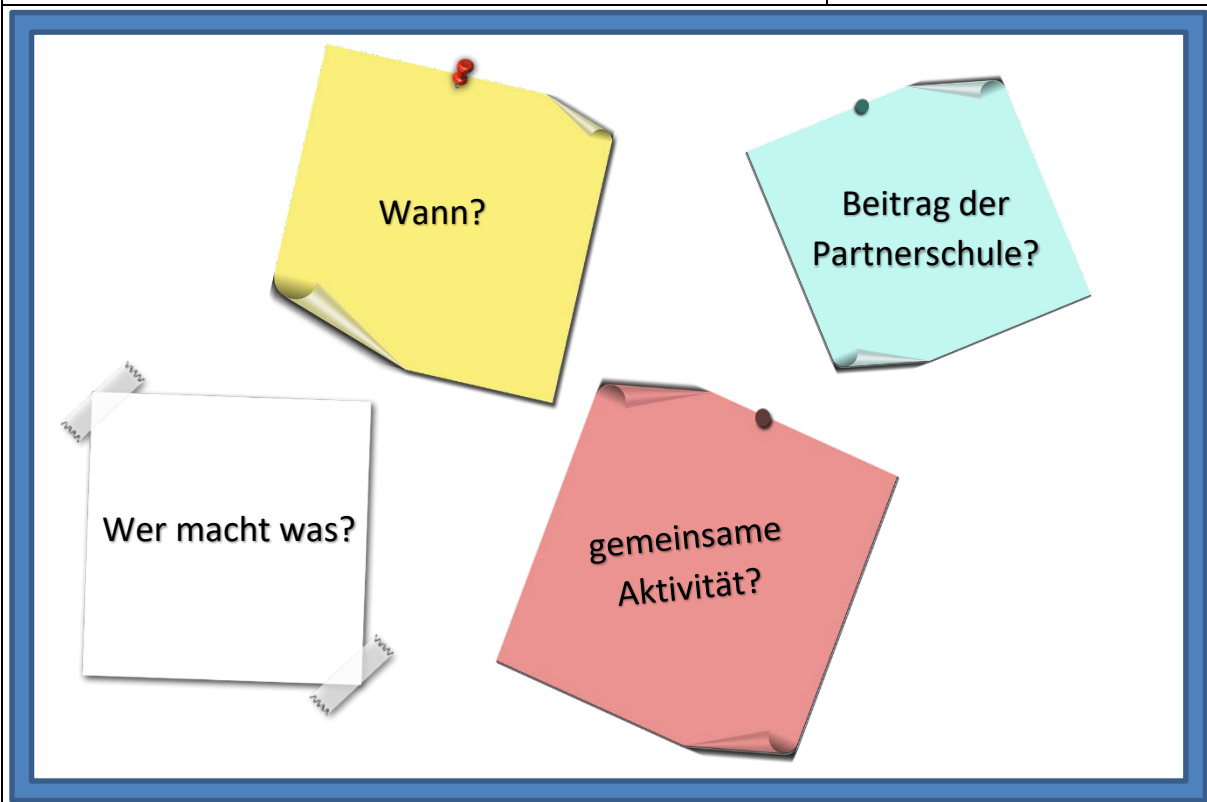 Wann?
Beitrag der
Partnerschule?
Wer macht was?
gemeinsame
Aktivität?